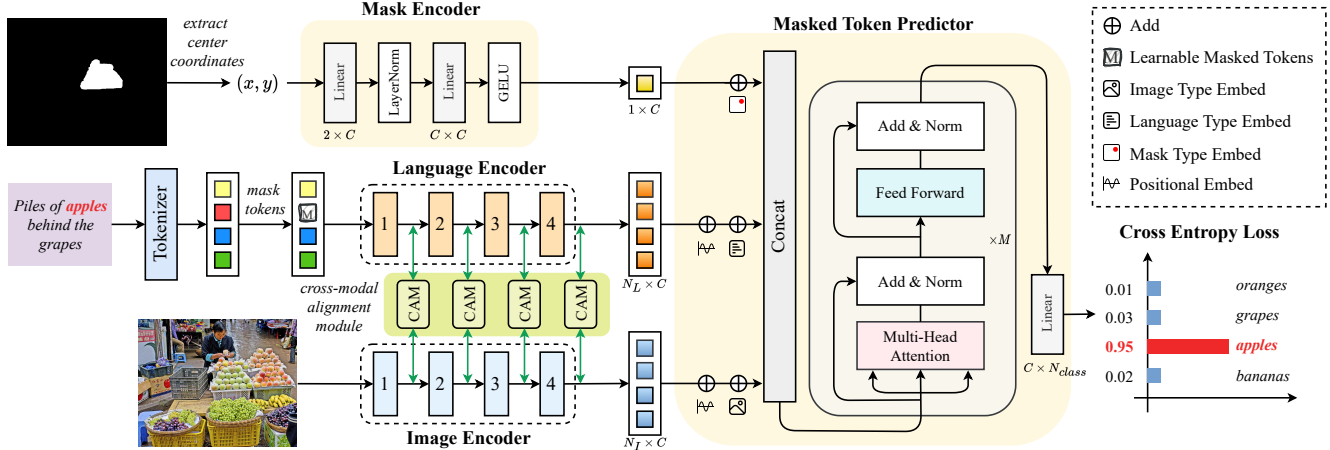 Mask Encoder
extract
center
coordinates
(x, y)
Linear
LayerNorm
Linear
GELU
2 × C
C × C
1 × C
Language Encoder
Piles of apples
behind the
grapes
Tokenizer
mask
tokens
M
1
2
3
4
N_L × C
cross-modal
alignment
module
CAM
CAM
CAM
CAM
1
2
3
4
Image Encoder
N_I × C
Masked Token Predictor
Concat
Add & Norm
Feed Forward
×M
Add & Norm
Multi-Head
Attention
Linear
C × N_class
Add
M Learnable Masked Tokens
Image Type Embed
Language Type Embed
Mask Type Embed
Positional Embed
Cross Entropy Loss
0.01 oranges
0.03 grapes
0.95 apples
0.02 bananas